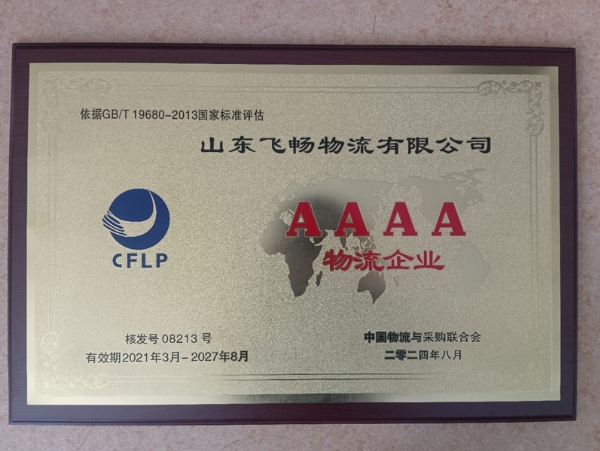 依据GB/T 19680-2013国家标准评估
山东飞畅物流有限公司
AAAA
CFLP
物流企业
核发号 08213 号
中国物流与采购联合会
有效期2021年3月-2027年8月
二零二四年八月